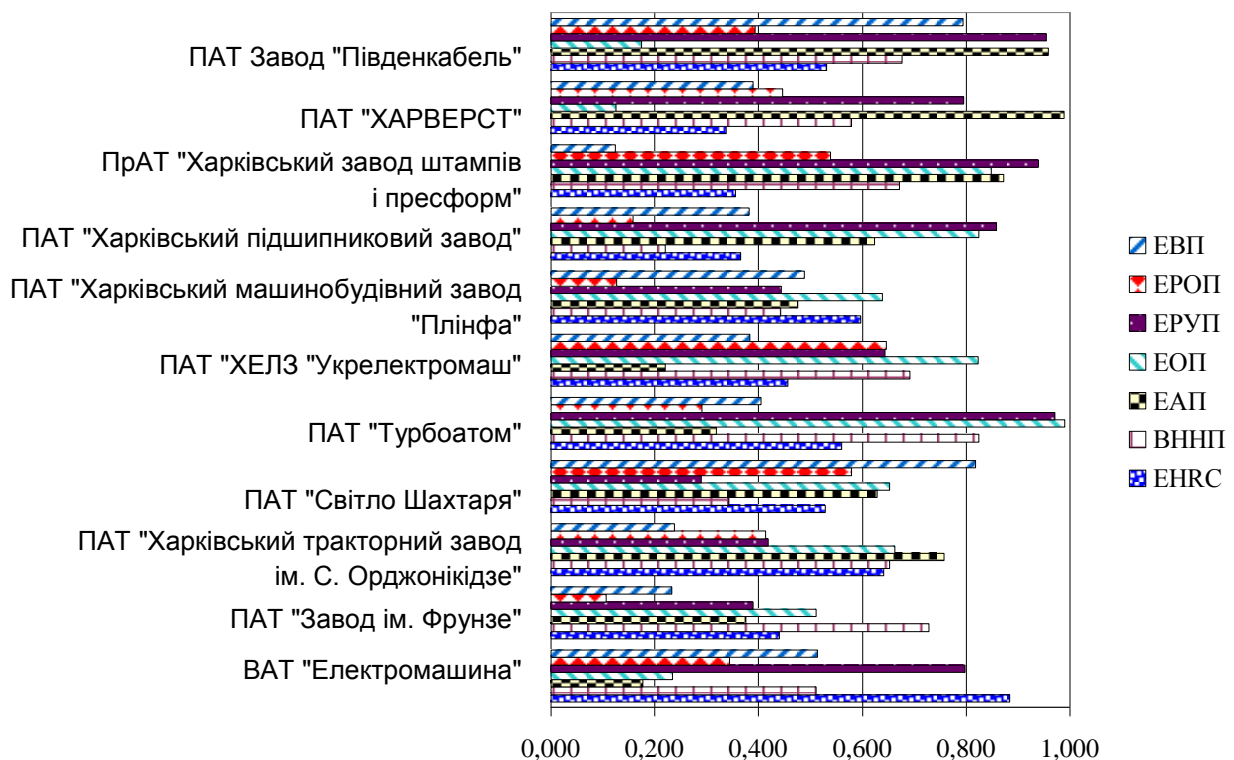 ПАТ Завод "Південкабель"
ПАТ "ХАРВЕРСТ"
ПрАТ "Харківський завод штампів
і пресформ"
ПАТ "Харківський підшипниковий завод"
ПАТ "Харківський машинобудівний завод
"Плінфа"
ПАТ "ХЕЛЗ "Укрелектромаш"
ПАТ "Турбоатом"
ПАТ "Світло Шахтаря"
ПАТ "Харківський тракторний завод
ім. С. Орджонікідзе"
ПАТ "Завод ім. Фрунзе"
ВАТ "Електромашина"
0,000 0,200 0,400 0,600 0,800 1,000
ЕВП
ЕРОП
ЕРУП
ЕОП
ЕАП
ВННП
EHRC